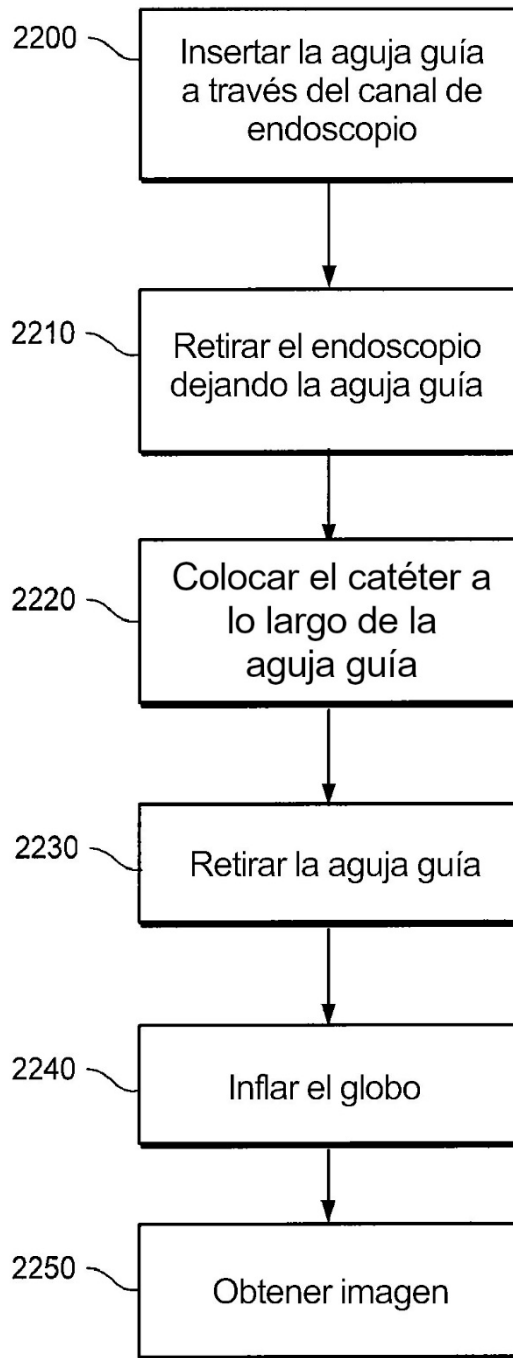 2200
Insertar la aguja guía
a través del canal de
endoscopio
2210
Retirar el endoscopio
dejando la aguja guía
2220
Colocar el catéter a
lo largo de la
aguja guía
2230
Retirar la aguja guía
2240
Inflar el globo
2250
Obtener imagen